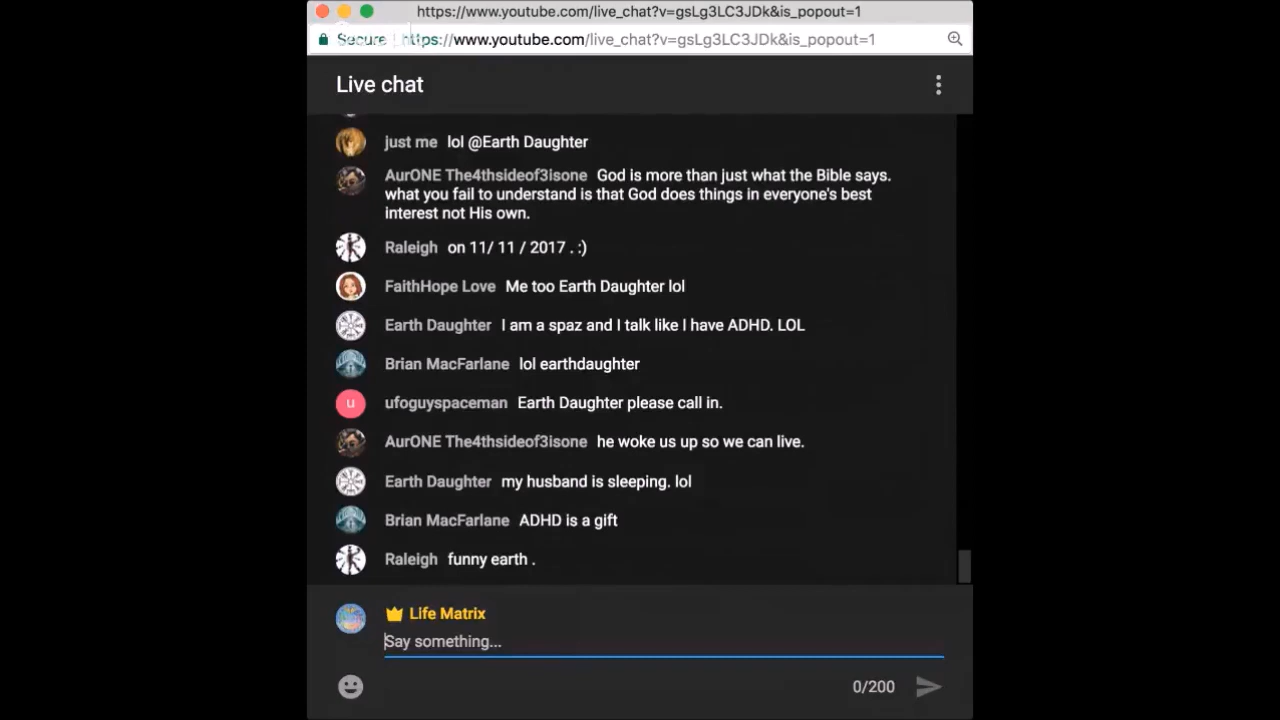 https://www.youtube.com/live_chat?v=gsLg3LC3JDk&is_popout=1
Secure https://www.youtube.com/live_chat?v=gsLg3LC3JDk&is_popout=1
Live chat
just me lol @Earth Daughter
AurONE The4thsideof3isone God is more than just what the Bible says.
what you fail to understand is that God does things in everyone's best
interest not His own.
Raleigh on 11/ 11 / 2017 . :)
FaithHope Love Me too Earth Daughter lol
Earth Daughter I am a spaz and I talk like I have ADHD. LOL
Brian MacFarlane lol earthdaughter
u ufoguyspaceman Earth Daughter please call in.
AurONE The4thsideof3isone he woke us up so we can live.
Earth Daughter my husband is sleeping. lol
Brian MacFarlane ADHD is a gift
Raleigh funny earth .
Life Matrix
Say something...
0/200